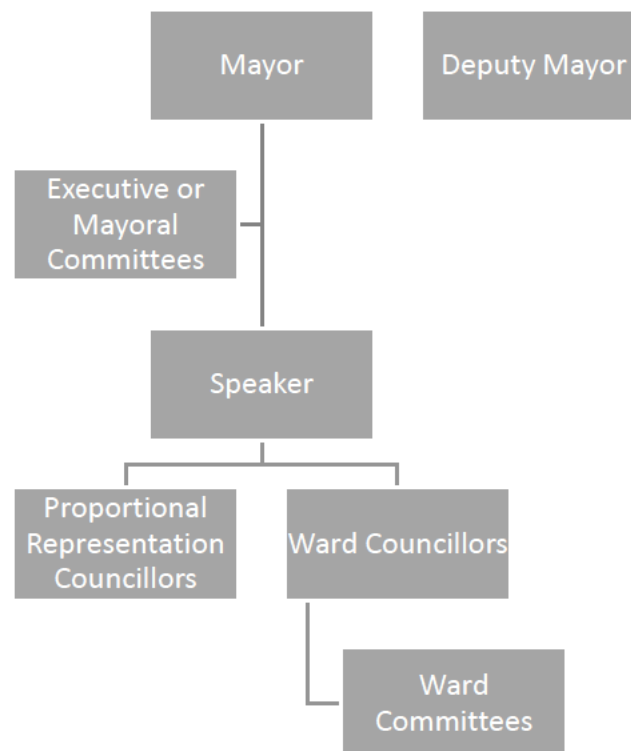 Mayor
Deputy Mayor
Executive or
Mayoral
Committees
Speaker
Proportional
Representation
Councillors
Ward Councillors
Ward
Committees